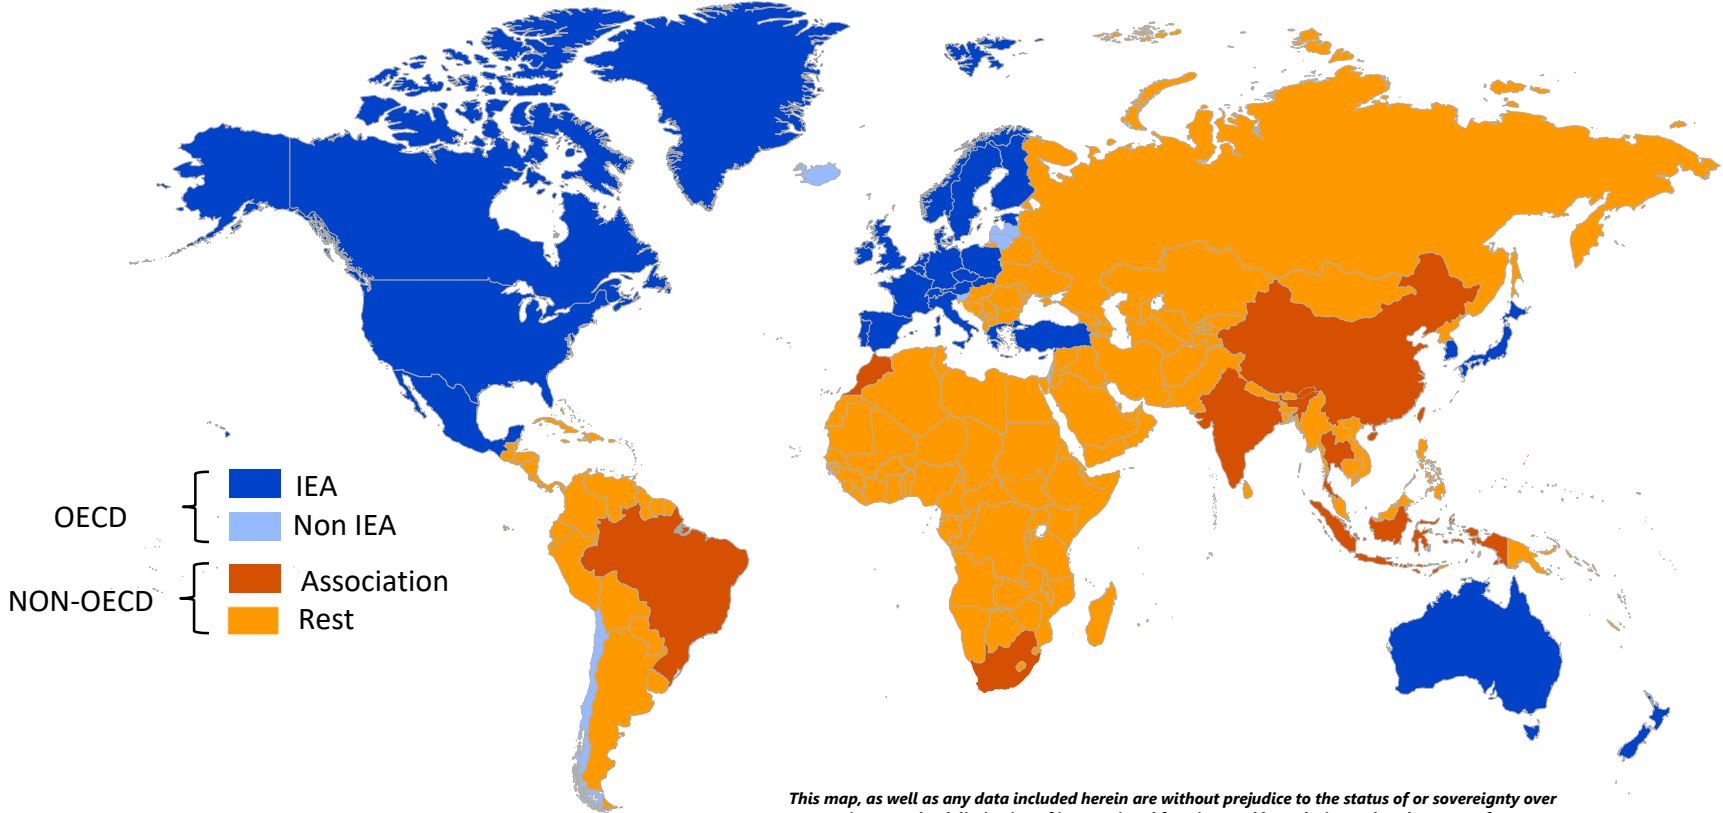 IEA
OECD
Non IEA
Association
NON-OECD
Rest
This map, as well as any data included herein are without prejudice to the status of or sovereignty over